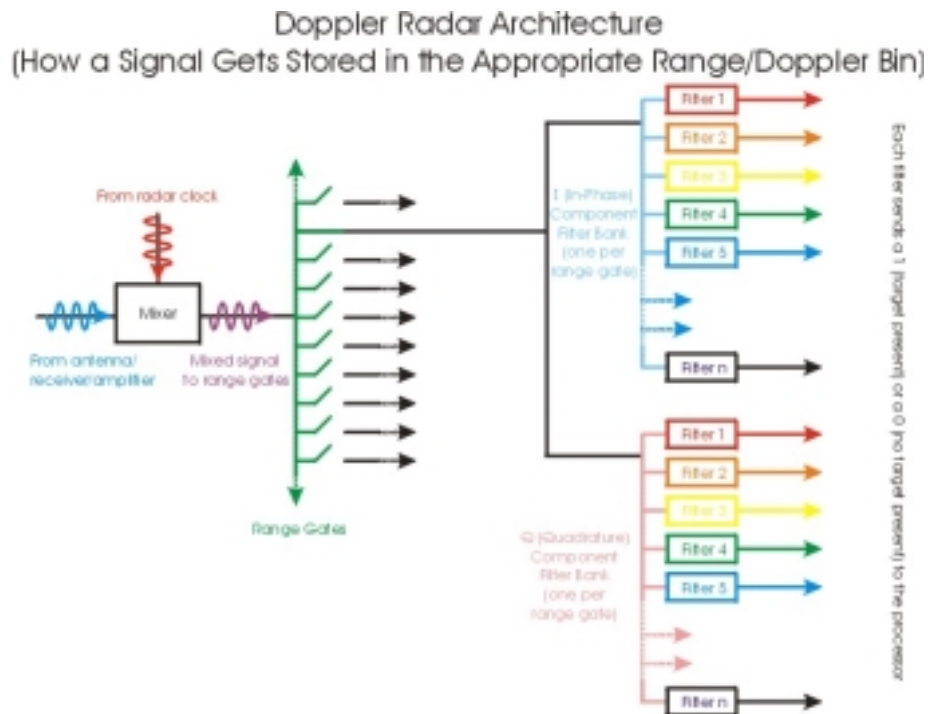 Doppler Radar Architecture
(How a Signal Gets Stored in the Appropriate Range/Doppler Bin)
From radar clock
Mixer
From antenna/
receiver/amplifier
Mixed signal
to range gates
Range Gates
I (In-Phase)
Component
Filter Bank
(one per
range gate)
Filter 1
Filter 2
Filter 3
Filter 4
Filter 5
Filter n
Q (Quadrature)
Component
Filter Bank
(one per
range gate)
Filter 1
Filter 2
Filter 3
Filter 4
Filter 5
Filter n
Each filter sends a 1 (target present) or a 0 (no target present) to the processor